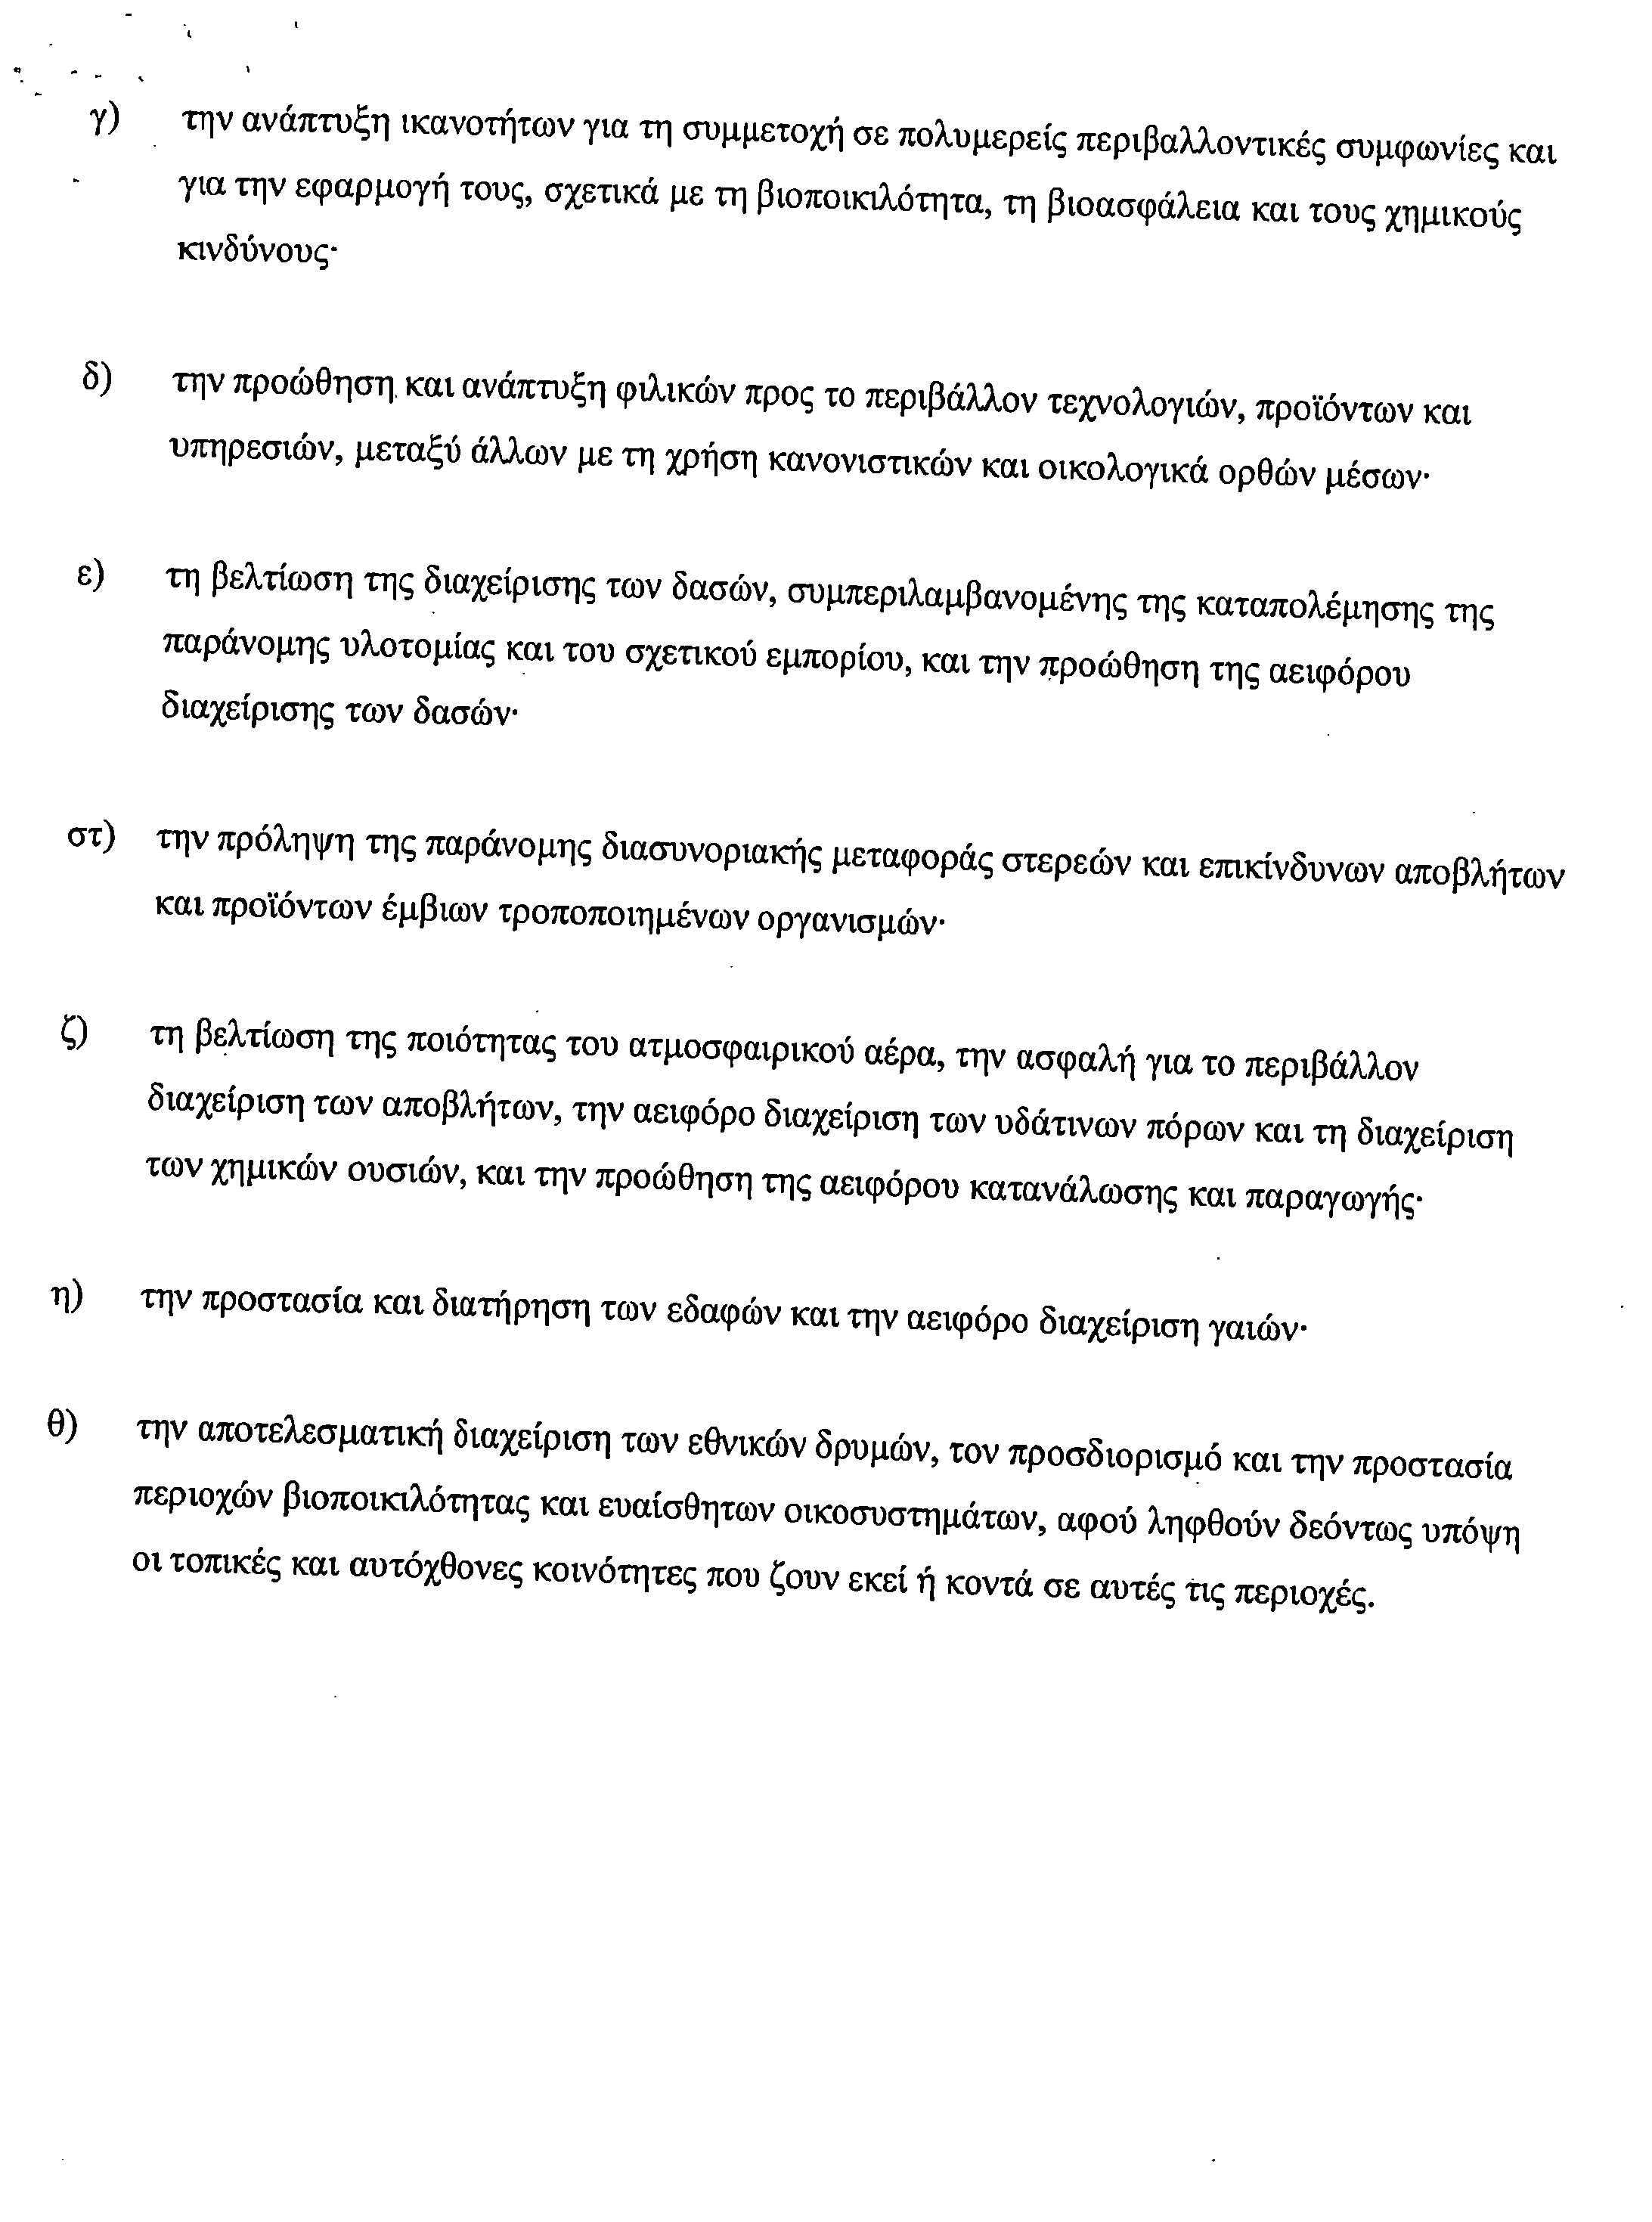 γ) την ανάπτυξη ικανοτήτων για τη συμμετοχή σε πολυμερείς περιβαλλοντικές συμφωνίες και
για την εφαρμογή τους, σχετικά με τη βιοποικιλότητα, τη βιοασφάλεια και τους χημικούς
κινδύνους·
δ) την προώθηση και ανάπτυξη φιλικών προς το περιβάλλον τεχνολογιών, προϊόντων και
υπηρεσιών, μεταξύ άλλων με τη χρήση κανονιστικών και οικολογικά ορθών μέσων·
ε) τη βελτίωση της διαχείρισης των δασών, συμπεριλαμβανομένης της καταπολέμησης της
παράνομης υλοτομίας και του σχετικού εμπορίου, και την προώθηση της αειφόρου
διαχείρισης των δασών·
στ) την πρόληψη της παράνομης διασυνοριακής μεταφοράς στερεών και επικίνδυνων αποβλήτων
και προϊόντων έμβιων τροποποιημένων οργανισμών·
ζ) τη βελτίωση της ποιότητας του ατμοσφαιρικού αέρα, την ασφαλή για το περιβάλλον
διαχείριση των αποβλήτων, την αειφόρο διαχείριση των υδάτινων πόρων και τη διαχείριση
των χημικών ουσιών, και την προώθηση της αειφόρου κατανάλωσης και παραγωγής·
η) την προστασία και διατήρηση των εδαφών και την αειφόρο διαχείριση γαιών·
θ) την αποτελεσματική διαχείριση των εθνικών δρυμών, τον προσδιορισμό και την προστασία
περιοχών βιοποικιλότητας και ευαίσθητων οικοσυστημάτων, αφού ληφθούν δεόντως υπόψη
οι τοπικές και αυτόχθονες κοινότητες που ζουν εκεί ή κοντά σε αυτές τις περιοχές.